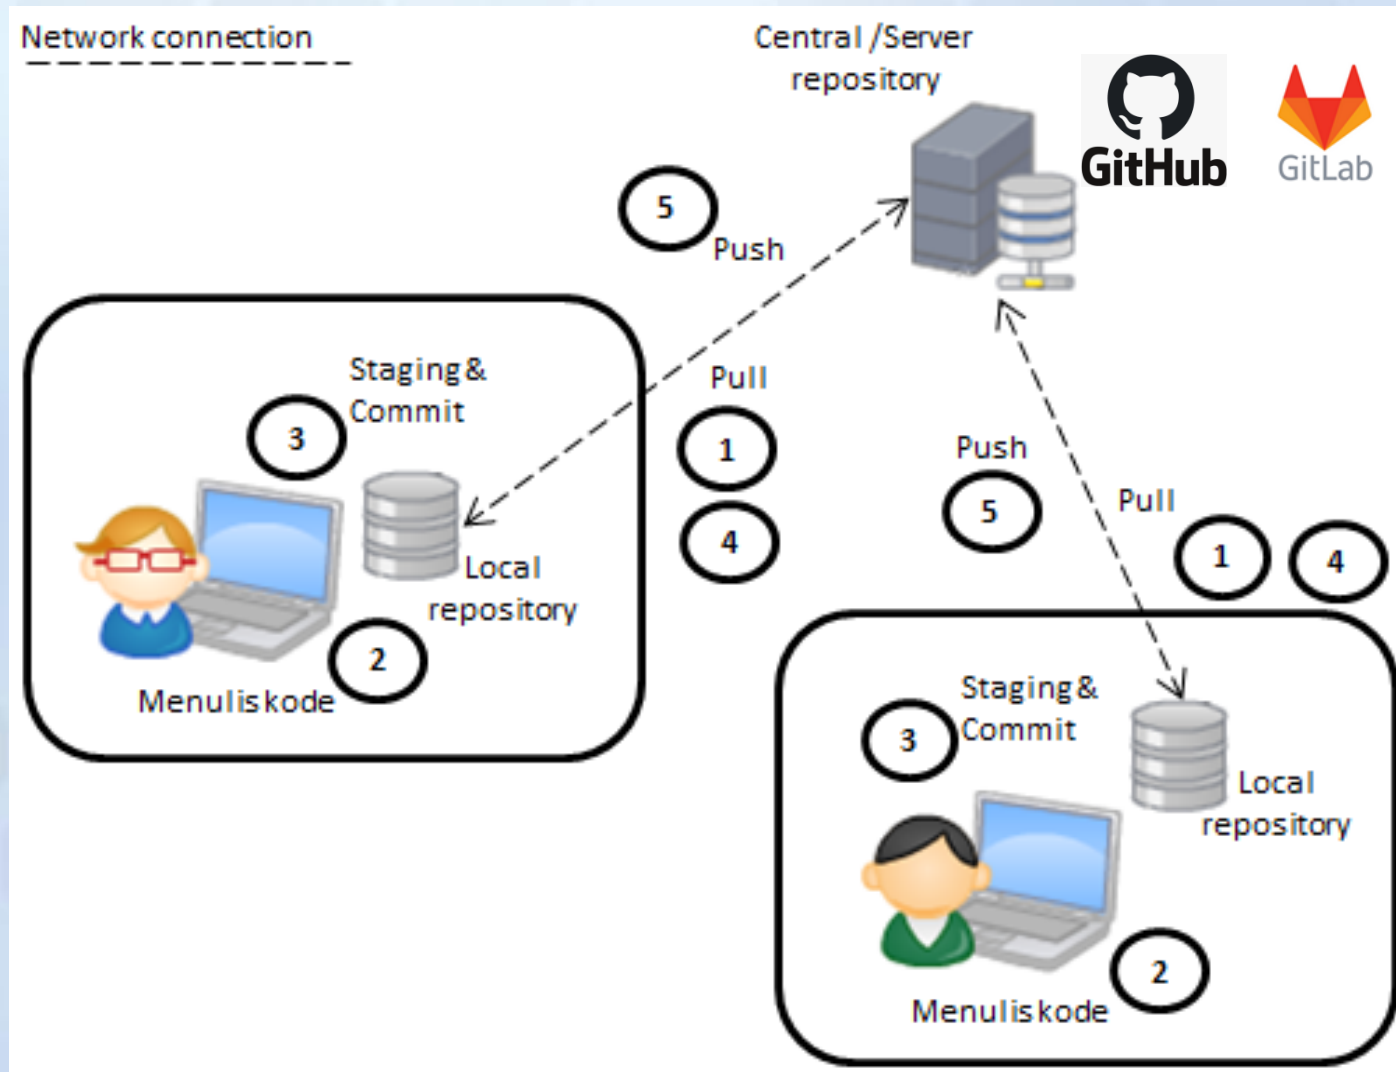 Network connection
Central /Server
repository
GitHub
GitLab
5
Push
Staging &
Commit
3
Pull
1
4
Local
repository
2
Menulis kode
Push
5
Pull
1
4
Staging &
Commit
3
Local
repository
2
Menulis kode